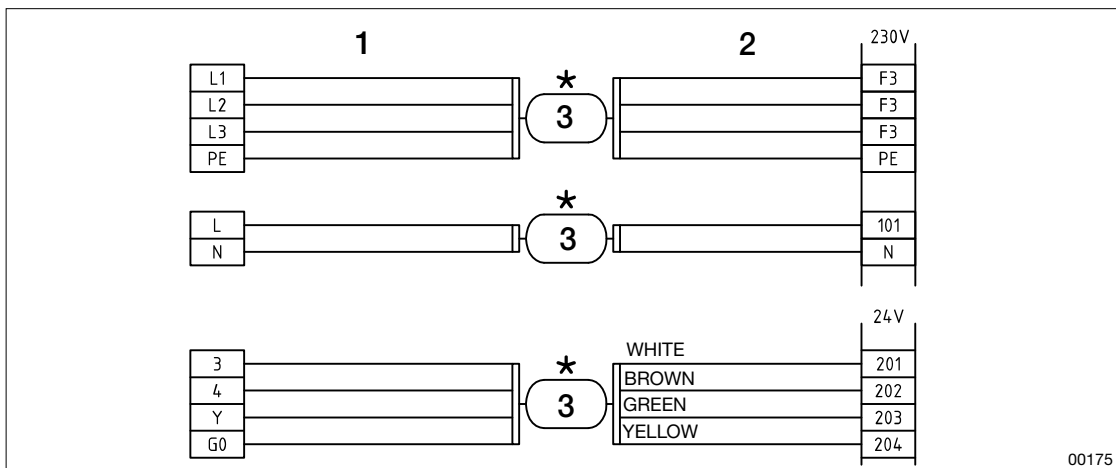 1 2 230V
L1 * F3
L2 3 F3
L3 F3
PE PE
*
L 3 101
N N
24V
WHITE
3 * 201
BROWN
4 3 202
GREEN
Y 203
YELLOW
G0 204
00175